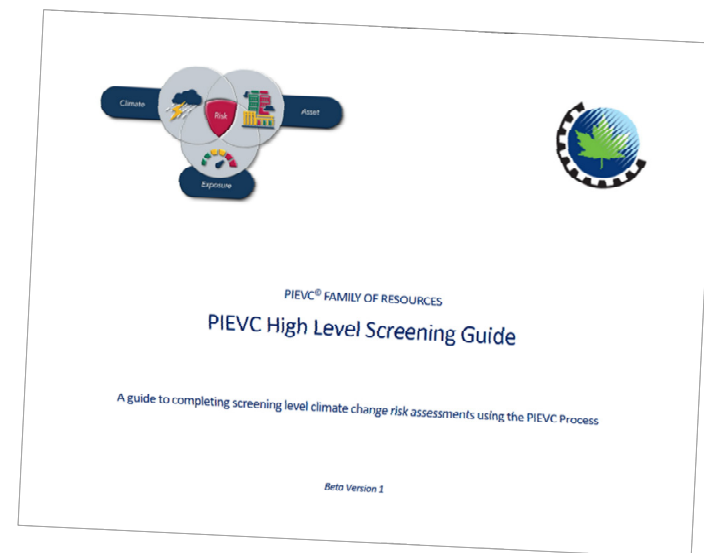 Climate
Risk
Asset
Exposure
PIEVC© FAMILY OF RESOURCES
PIEVC High Level Screening Guide
A guide to completing screening level climate change risk assessments using the PIEVC Process
Beta Version 1